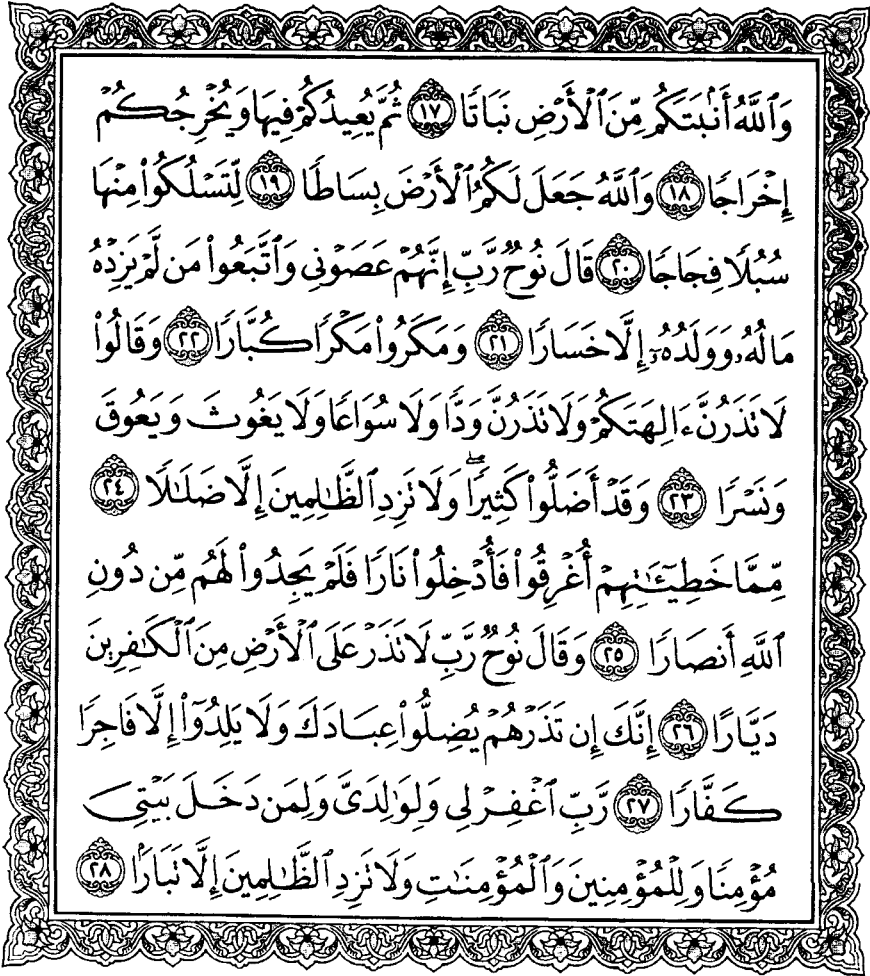 وَٱللَّهُ أَنۢبَتَكُم مِّنَ ٱلْأَرْضِ نَبَاتًا ١٧ ثُمَّ يُعِيدُكُمْ فِيهَا وَيُخْرِجُكُمْ
إِخْرَاجًا ١٨ وَٱللَّهُ جَعَلَ لَكُمُ ٱلْأَرْضَ بِسَاطًا ١٩ لِّتَسْلُكُوا۟ مِنْهَا
سُبُلًا فِجَاجًا ٢٠ قَالَ نُوحٌ رَّبِّ إِنَّهُمْ عَصَوْنِى وَٱتَّبَعُوا۟ مَن لَّمْ يَزِدْهُ
مَالُهُۥ وَوَلَدُهُۥٓ إِلَّا خَسَارًا ٢١ وَمَكَرُوا۟ مَكْرًا كُبَّارًا ٢٢ وَقَالُوا۟
لَا تَذَرُنَّ ءَالِهَتَكُمْ وَلَا تَذَرُنَّ وَدًّا وَلَا سُوَاعًا وَلَا يَغُوثَ وَيَعُوقَ
وَنَسْرًا ٢٣ وَقَدْ أَضَلُّوا۟ كَثِيرًا ۖ وَلَا تَزِدِ ٱلظَّٰلِمِينَ إِلَّا ضَلَٰلًا ٢٤
مِّمَّا خَطِيٓـَٰٔتِهِمْ أُغْرِقُوا۟ فَأُدْخِلُوا۟ نَارًا فَلَمْ يَجِدُوا۟ لَهُم مِّن دُونِ
ٱللَّهِ أَنصَارًا ٢٥ وَقَالَ نُوحٌ رَّبِّ لَا تَذَرْ عَلَى ٱلْأَرْضِ مِنَ ٱلْكَٰفِرِينَ
دَيَّارًا ٢٦ إِنَّكَ إِن تَذَرْهُمْ يُضِلُّوا۟ عِبَادَكَ وَلَا يَلِدُوٓا۟ إِلَّا فَاجِرًا
كَفَّارًا ٢٧ رَّبِّ ٱغْفِرْ لِى وَلِوَٰلِدَىَّ وَلِمَن دَخَلَ بَيْتِىَ
مُؤْمِنًا وَلِلْمُؤْمِنِينَ وَٱلْمُؤْمِنَٰتِ وَلَا تَزِدِ ٱلظَّٰلِمِينَ إِلَّا تَبَارًۢا ٢٨